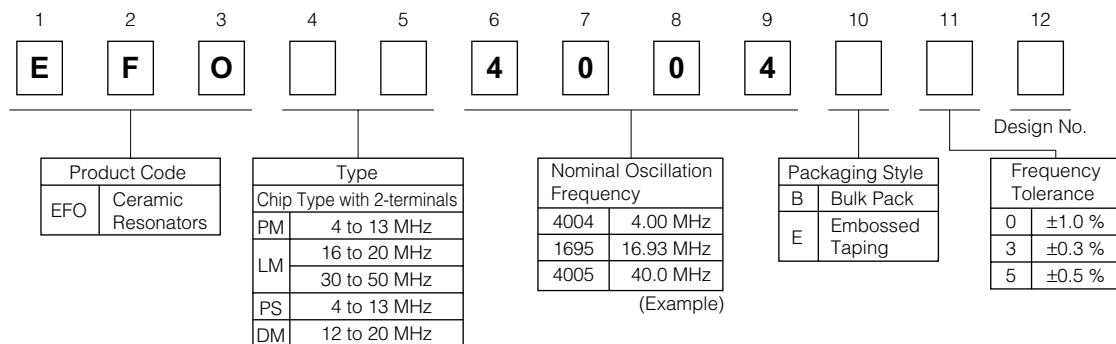 1 2 3 4 5 6 7 8 9 10 11 12
E F O 4 0 0 4
Design No.
Product Code
EFO Ceramic
Resonators
Type
Chip Type with 2-terminals
PM 4 to 13 MHz
LM 16 to 20 MHz
30 to 50 MHz
PS 4 to 13 MHz
DM 12 to 20 MHz
Nominal Oscillation
Frequency
4004 4.00 MHz
1695 16.93 MHz
4005 40.0 MHz
(Example)
Packaging Style
B Bulk Pack
E Embossed
Taping
Frequency
Tolerance
0 ±1.0 %
3 ±0.3 %
5 ±0.5 %